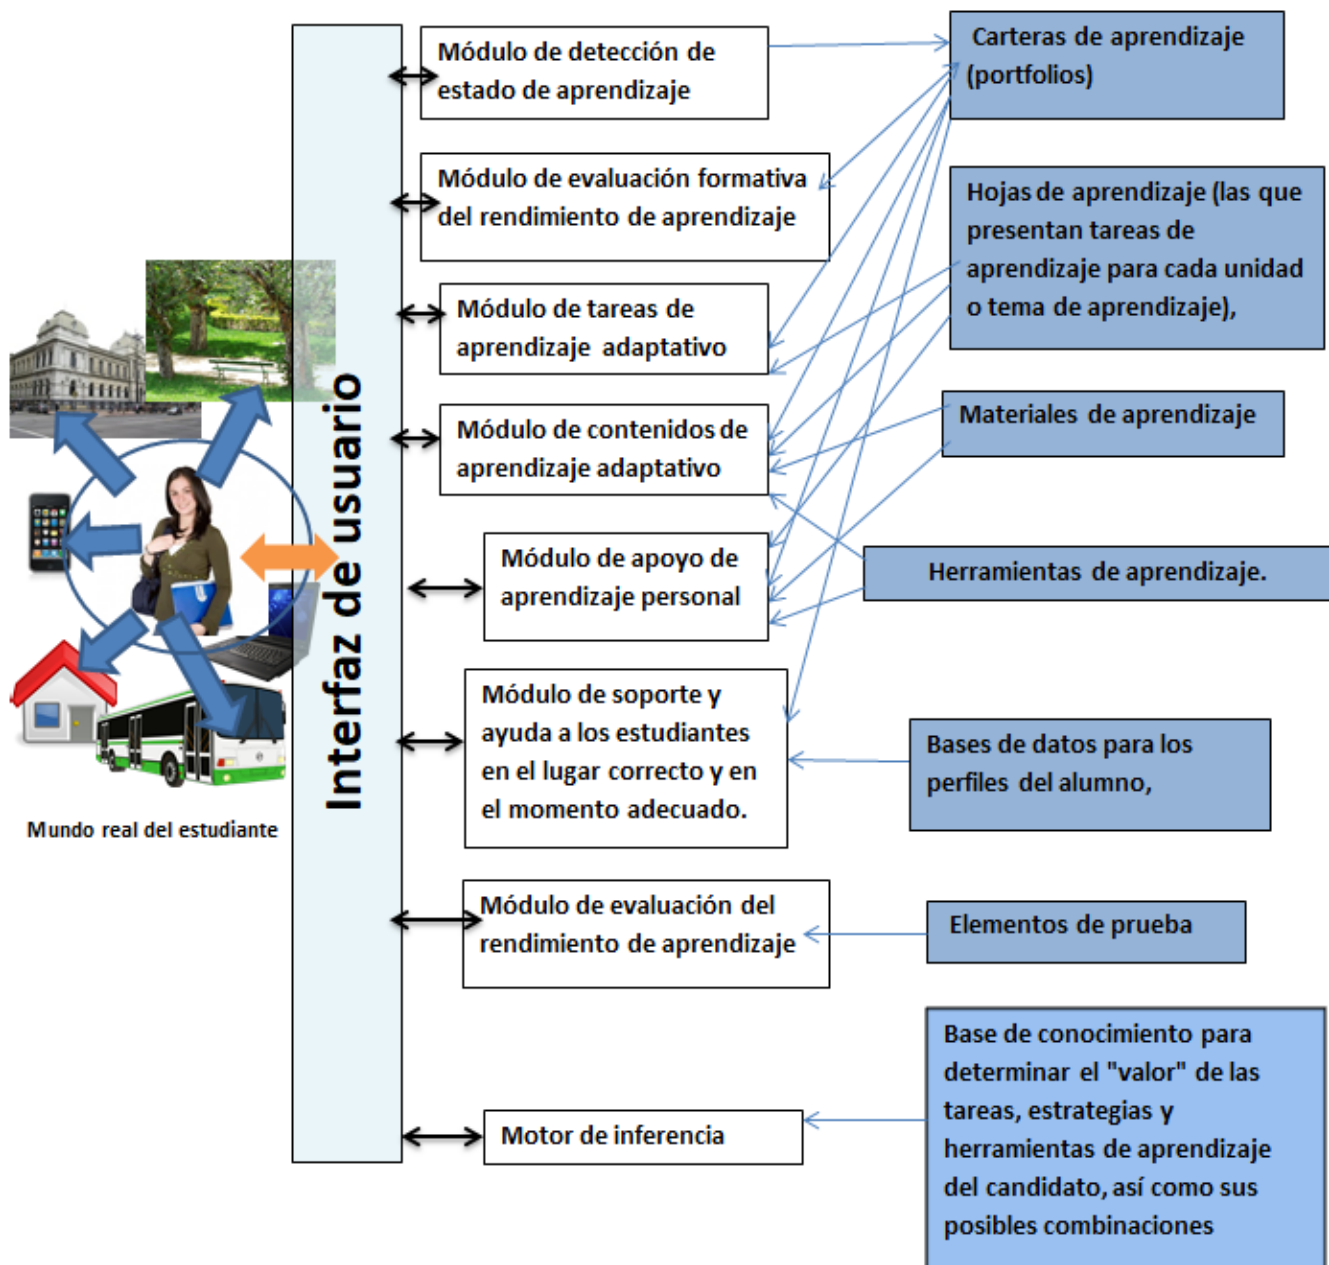 Módulo de detección de
estado de aprendizaje
Carteras de aprendizaje
(portfolios)
Módulo de evaluación formativa
del rendimiento de aprendizaje
Hojas de aprendizaje (las que
presentan tareas de
aprendizaje para cada unidad
o tema de aprendizaje),
Módulo de tareas de
aprendizaje adaptativo
Módulo de contenidos de
aprendizaje adaptativo
Materiales de aprendizaje
Interfaz de usuario
Módulo de apoyo de
aprendizaje personal
Herramientas de aprendizaje.
Módulo de soporte y
ayuda a los estudiantes
en el lugar correcto y en
el momento adecuado.
Bases de datos para los
perfiles del alumno,
Mundo real del estudiante
Módulo de evaluación del
rendimiento de aprendizaje
Elementos de prueba
Motor de inferencia
Base de conocimiento para
determinar el "valor" de las
tareas, estrategias y
herramientas de aprendizaje
del candidato, así como sus
posibles combinaciones